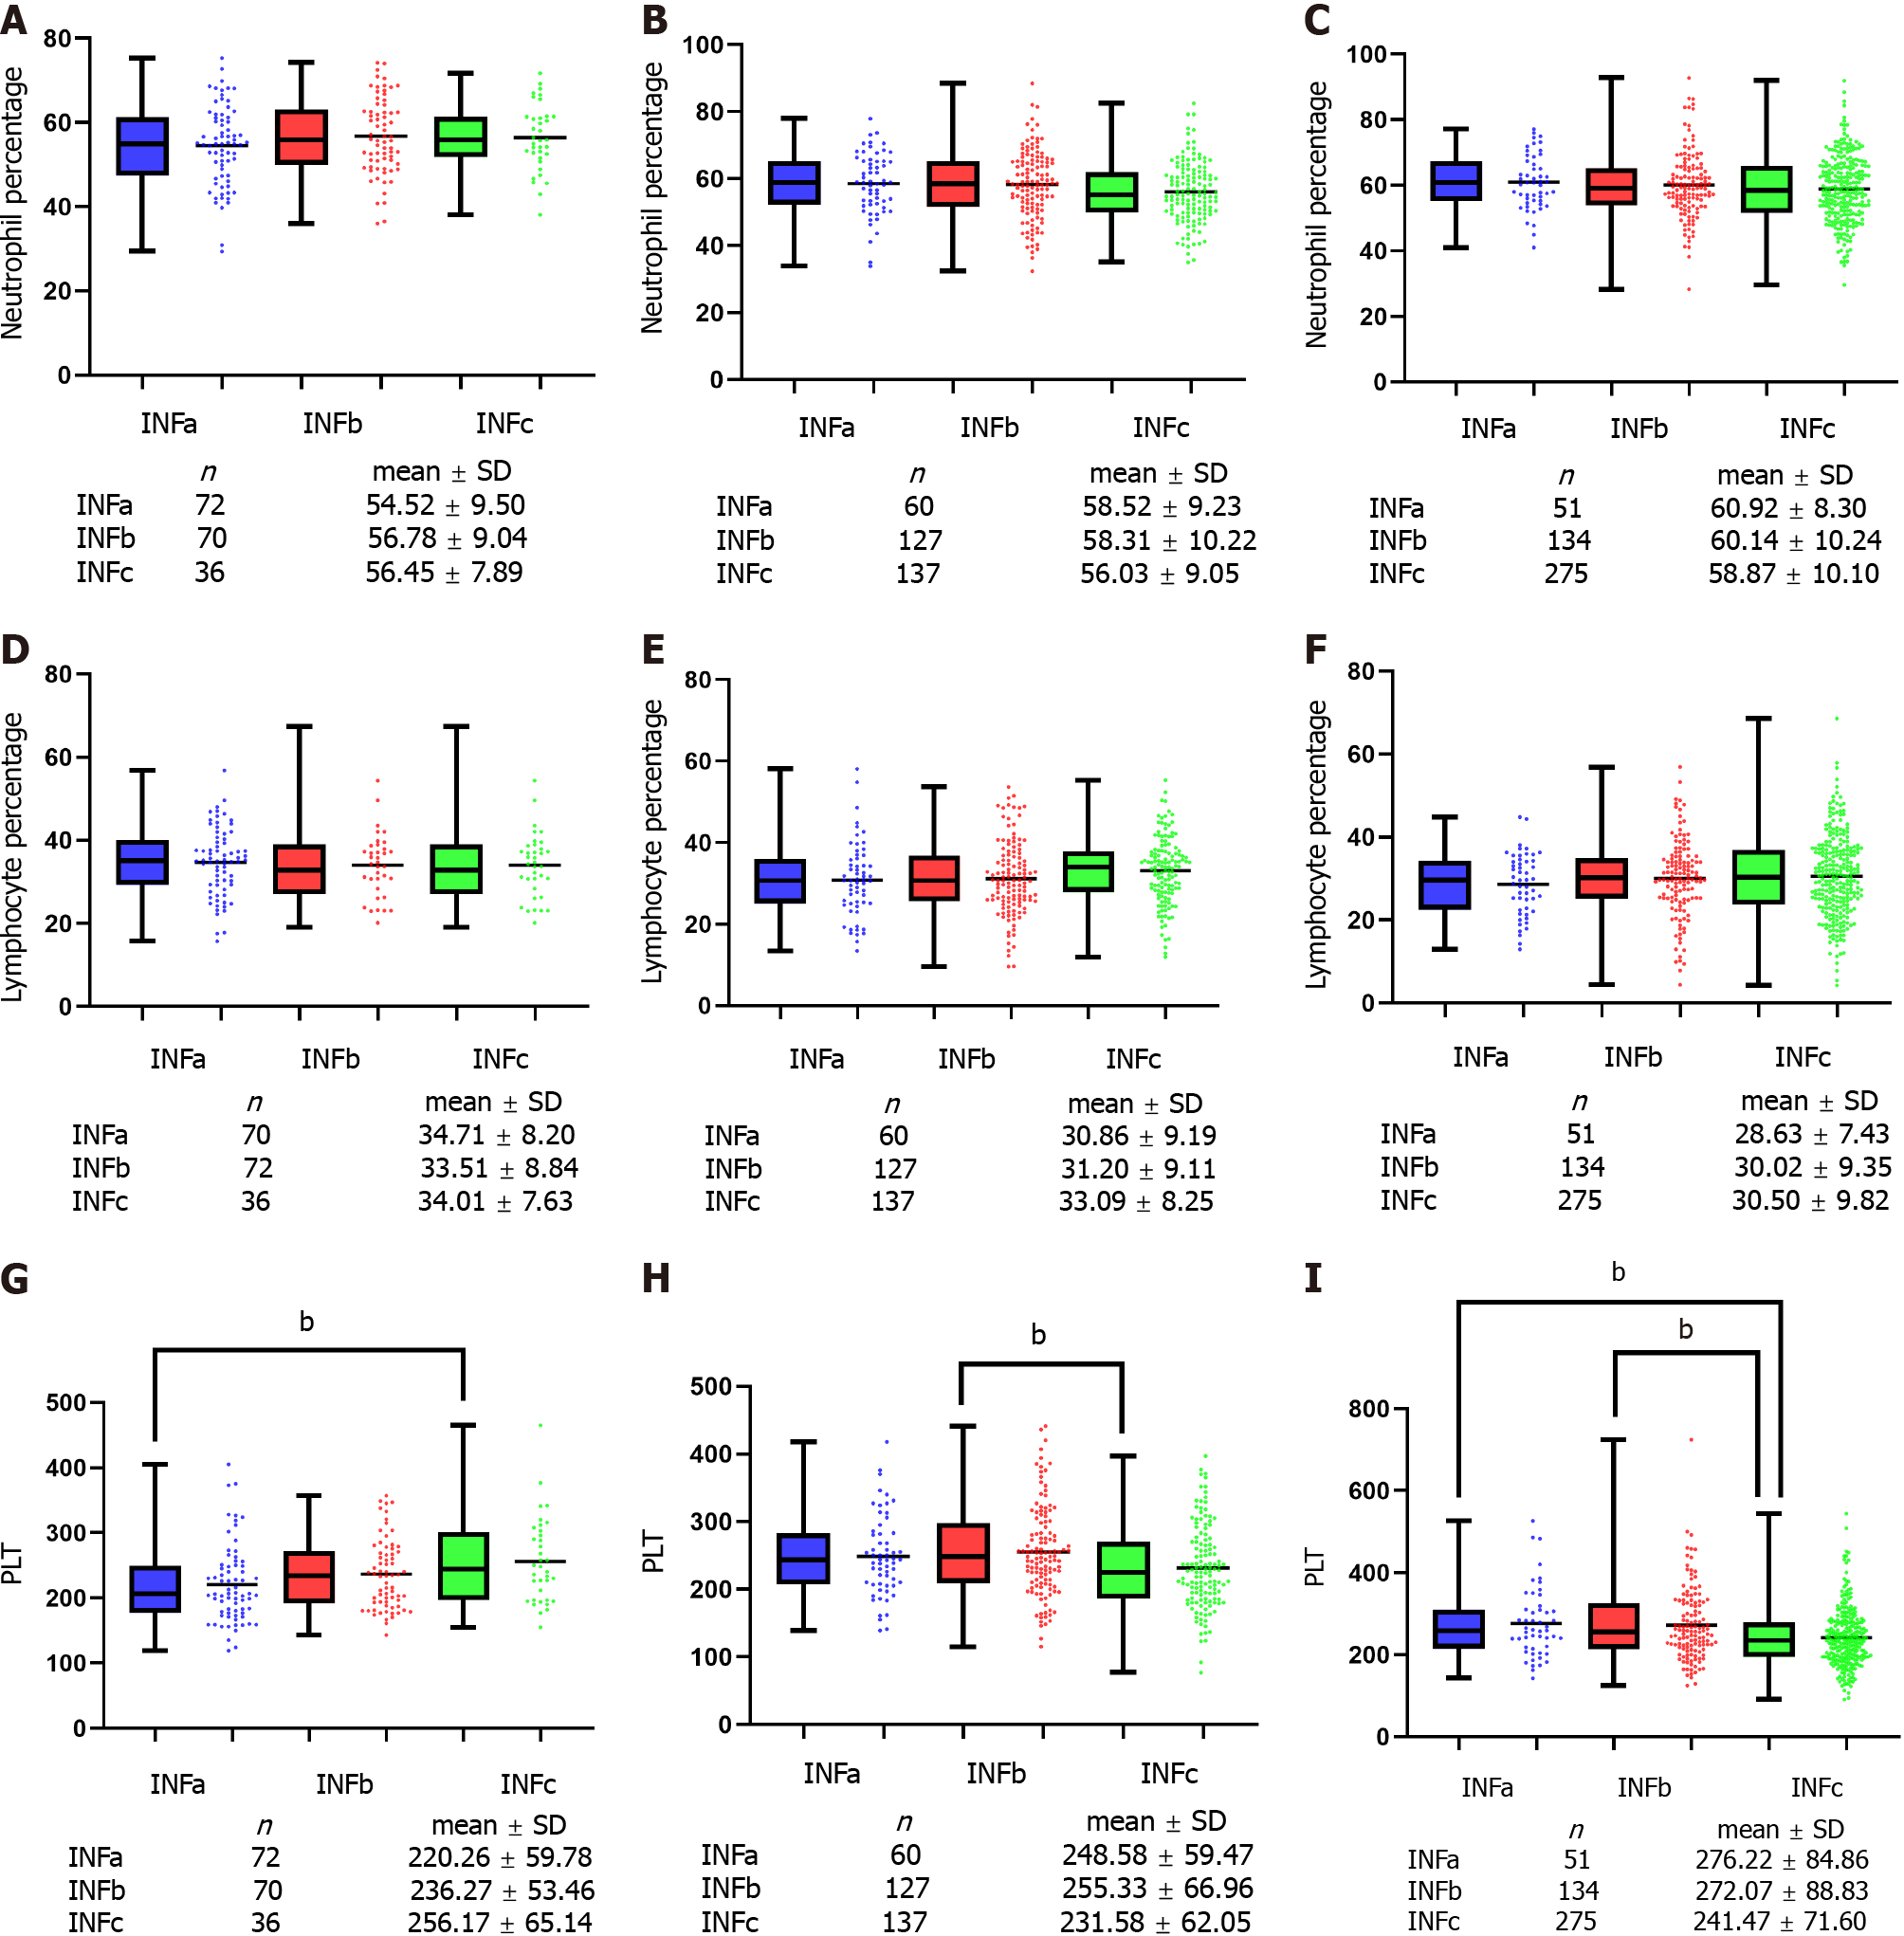 A
Neutrophil percentage
80
60
40
20
0
INFa INFb INFc
n mean ± SD
INFa 72 54.52 ± 9.50
INFb 70 56.78 ± 9.04
INFc 36 56.45 ± 7.89
B
Neutrophil percentage
100
80
60
40
20
0
INFa INFb INFc
n mean ± SD
INFa 60 58.52 ± 9.23
INFb 127 58.31 ± 10.22
INFc 137 56.03 ± 9.05
C
Neutrophil percentage
100
80
60
40
20
0
INFa INFb INFc
n mean ± SD
INFa 51 60.92 ± 8.30
INFb 134 60.14 ± 10.24
INFc 275 58.87 ± 10.10
D
Lymphocyte percentage
80
60
40
20
0
INFa INFb INFc
n mean ± SD
INFa 70 34.71 ± 8.20
INFb 72 33.51 ± 8.84
INFc 36 34.01 ± 7.63
E
Lymphocyte percentage
80
60
40
20
0
INFa INFb INFc
n mean ± SD
INFa 60 30.86 ± 9.19
INFb 127 31.20 ± 9.11
INFc 137 33.09 ± 8.25
F
Lymphocyte percentage
80
60
40
20
0
INFa INFb INFc
n mean ± SD
INFa 51 28.63 ± 7.43
INFb 134 30.02 ± 9.35
INFc 275 30.50 ± 9.82
G
b
PLT
500
400
300
200
100
0
INFa INFb INFc
n mean ± SD
INFa 72 220.26 ± 59.78
INFb 70 236.27 ± 53.46
INFc 36 256.17 ± 65.14
H
b
PLT
500
400
300
200
100
0
INFa INFb INFc
n mean ± SD
INFa 60 248.58 ± 59.47
INFb 127 255.33 ± 66.96
INFc 137 231.58 ± 62.05
I
b
b
PLT
800
600
400
200
0
INFa INFb INFc
n mean ± SD
INFa 51 276.22 ± 84.86
INFb 134 272.07 ± 88.83
INFc 275 241.47 ± 71.60